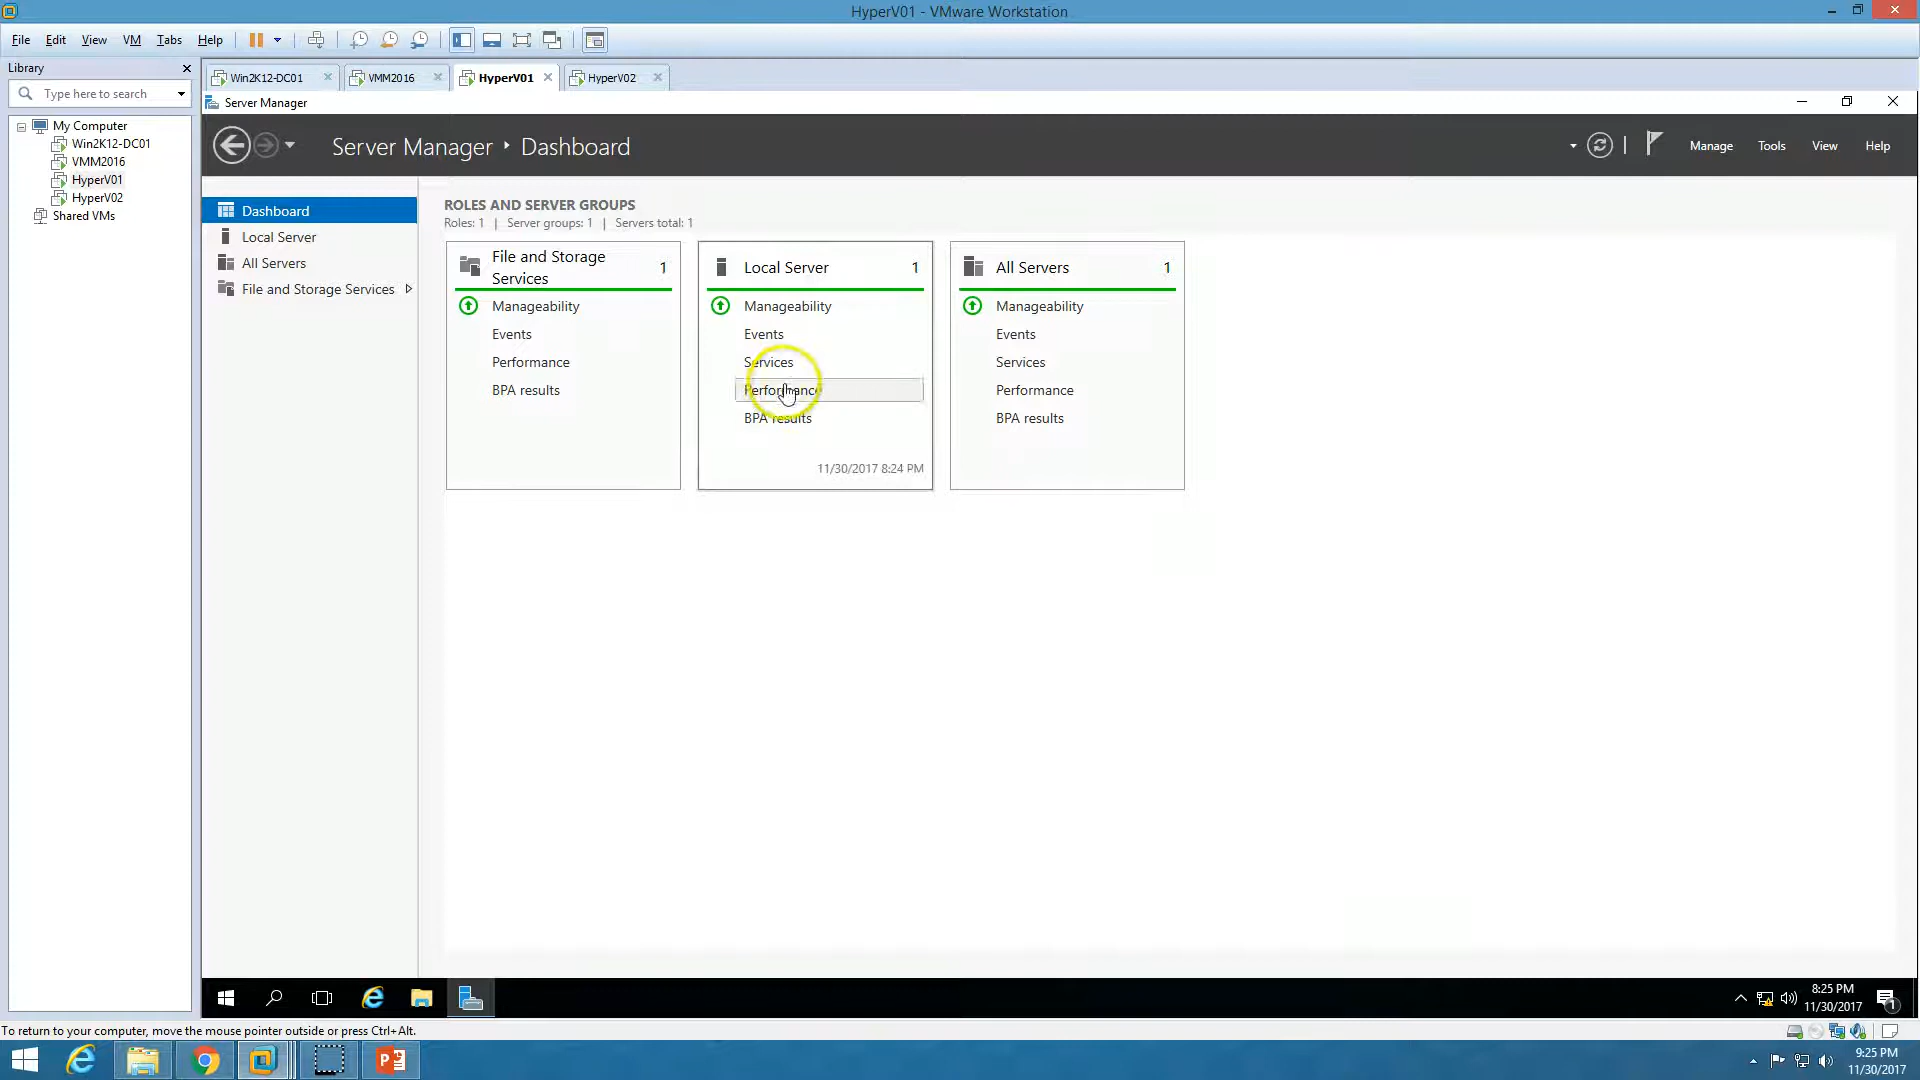 HyperV01 - VMware Workstation
File Edit View VM Tabs Help
Library
Type here to search
My Computer
Win2K12-DC01
VMM2016
HyperV01
HyperV02
Shared VMs
Win2K12-DC01 VMM2016 HyperV01 HyperV02
Server Manager
Server Manager Dashboard
Manage Tools View Help
Dashboard
Local Server
All Servers
File and Storage Services
ROLES AND SERVER GROUPS
Roles: 1 | Server groups: 1 | Servers total: 1
File and Storage
Services
1
Manageability
Events
Performance
BPA results
Local Server 1
Manageability
Events
Services
Performance
BPA results
11/30/2017 8:24 PM
All Servers 1
Manageability
Events
Services
Performance
BPA results
8:25 PM
11/30/2017
1
To return to your computer, move the mouse pointer outside or press Ctrl+Alt.
9:25 PM
11/30/2017